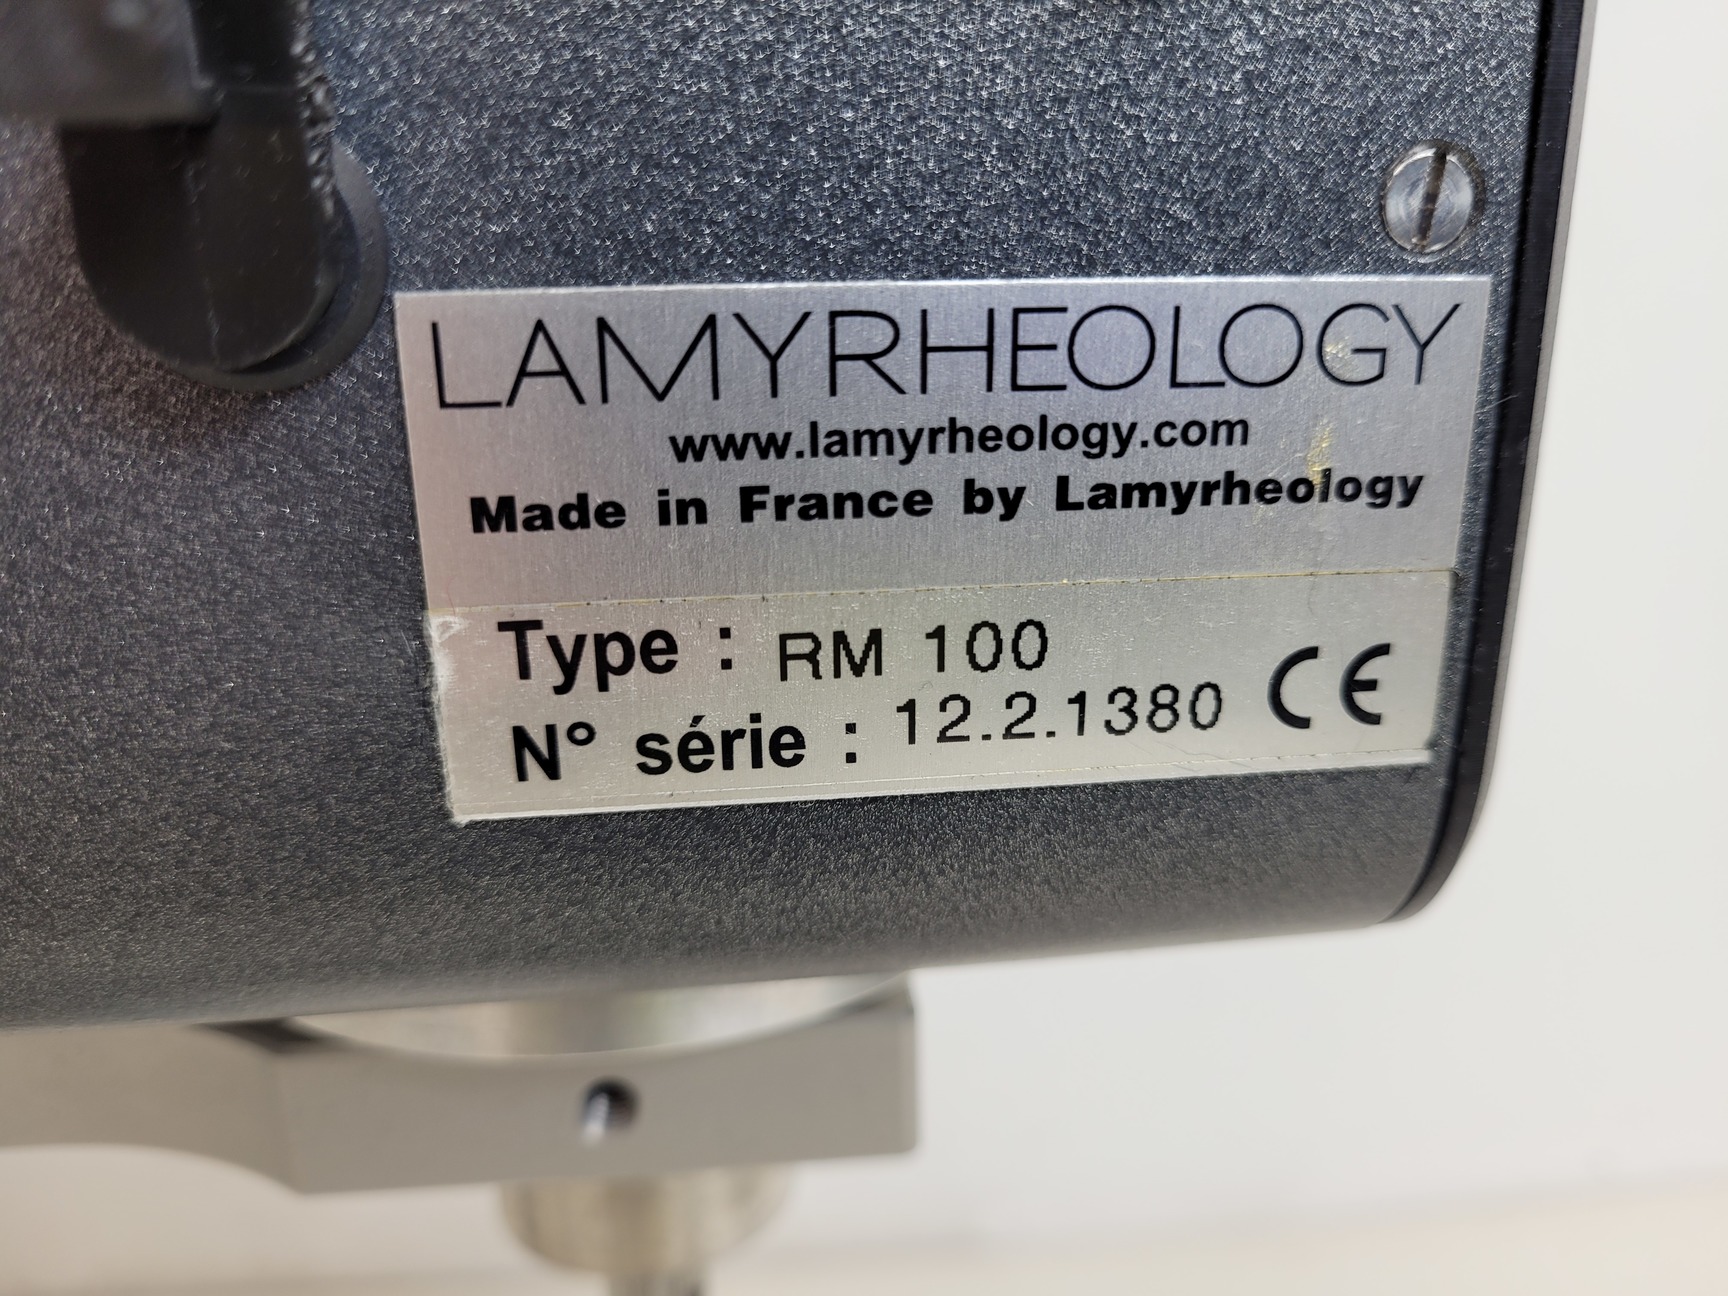 LAMYRHEOLOGY
www.lamyrheology.com
Made in France by Lamyrheology
Type : RM 100
N° série : 12.2.1380 CE